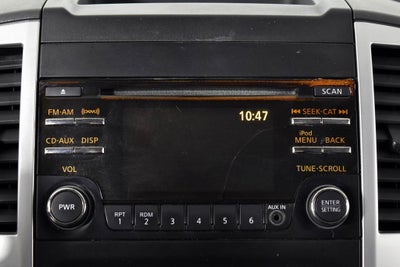 SCAN
FM·AM
SEEK·CAT
10:47
CD·AUX DISP
iPod
MENU BACK
VOL
TUNE·SCROLL
PWR
RPT
1
RDM
2
3
4
5
6
AUX IN
ENTER
SETTING